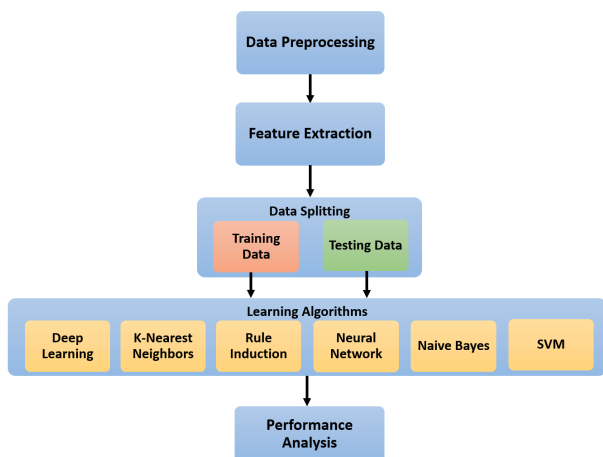 Data Preprocessing
Feature Extraction
Data Splitting
Training
Data
Testing Data
Learning Algorithms
Deep
Learning
K-Nearest
Neighbors
Rule
Induction
Neural
Network
Naive Bayes
SVM
Performance
Analysis